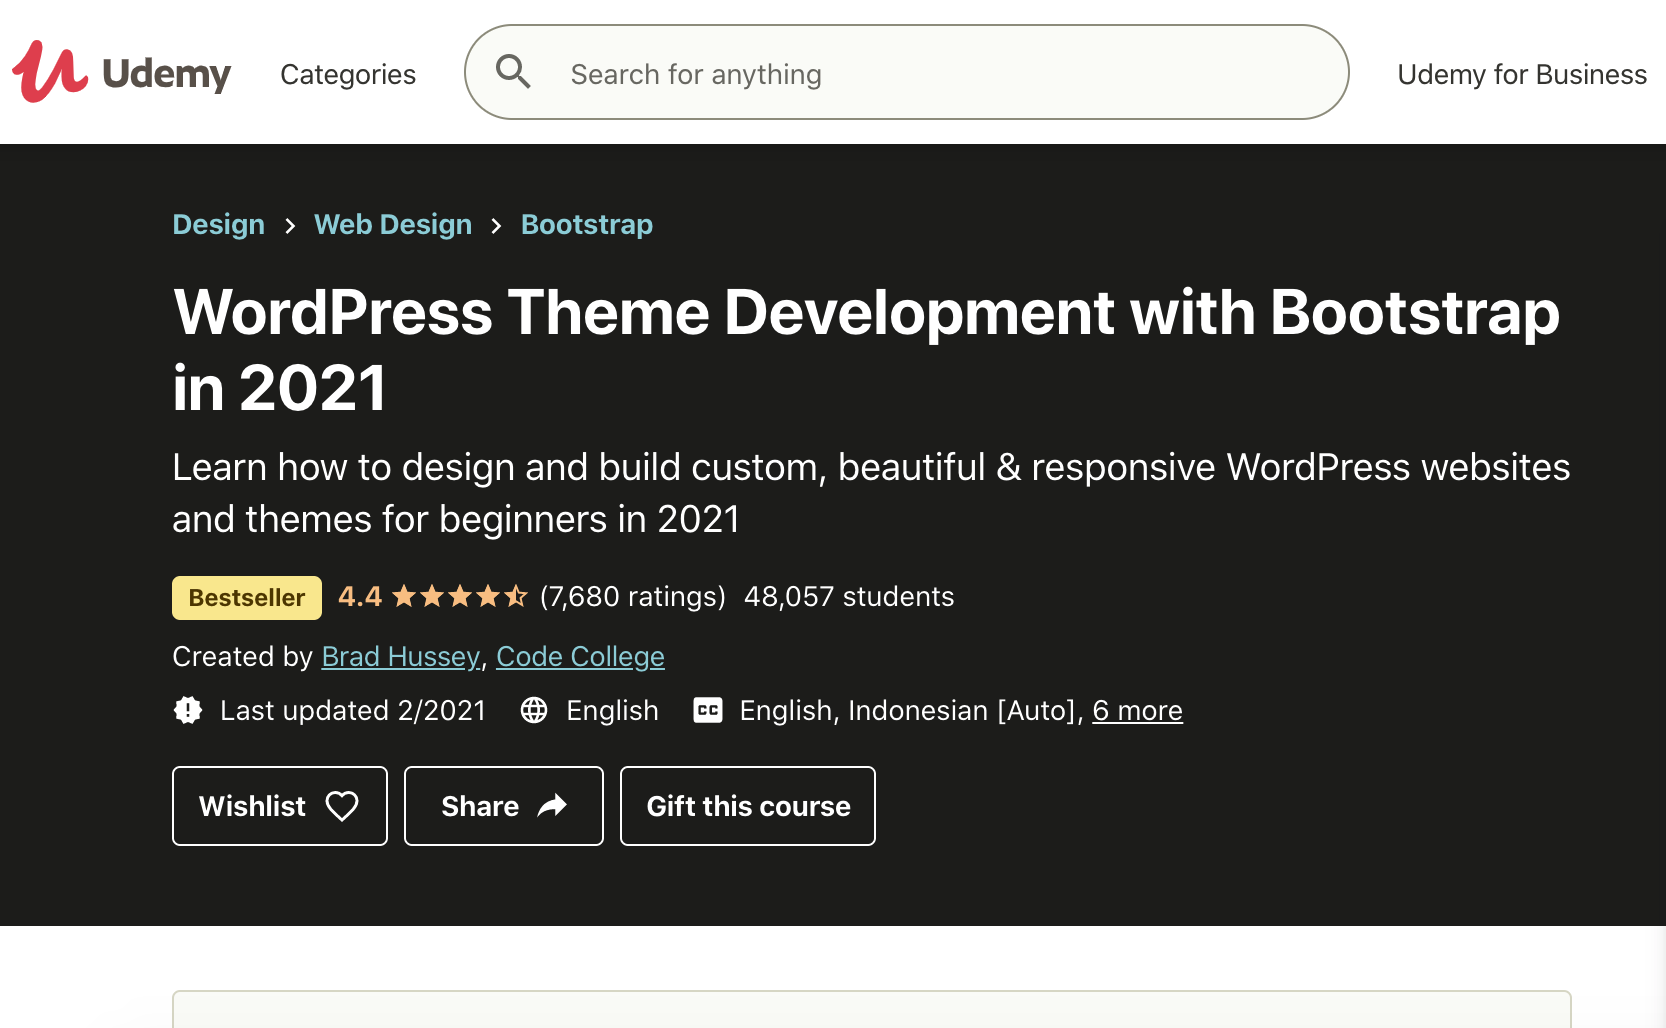 Udemy Categories Search for anything Udemy for Business
Design > Web Design > Bootstrap
WordPress Theme Development with Bootstrap
in 2021
Learn how to design and build custom, beautiful & responsive WordPress websites
and themes for beginners in 2021
Bestseller 4.4 (7,680 ratings) 48,057 students
Created by Brad Hussey, Code College
Last updated 2/2021 English CC English, Indonesian [Auto], 6 more
Wishlist Share Gift this course